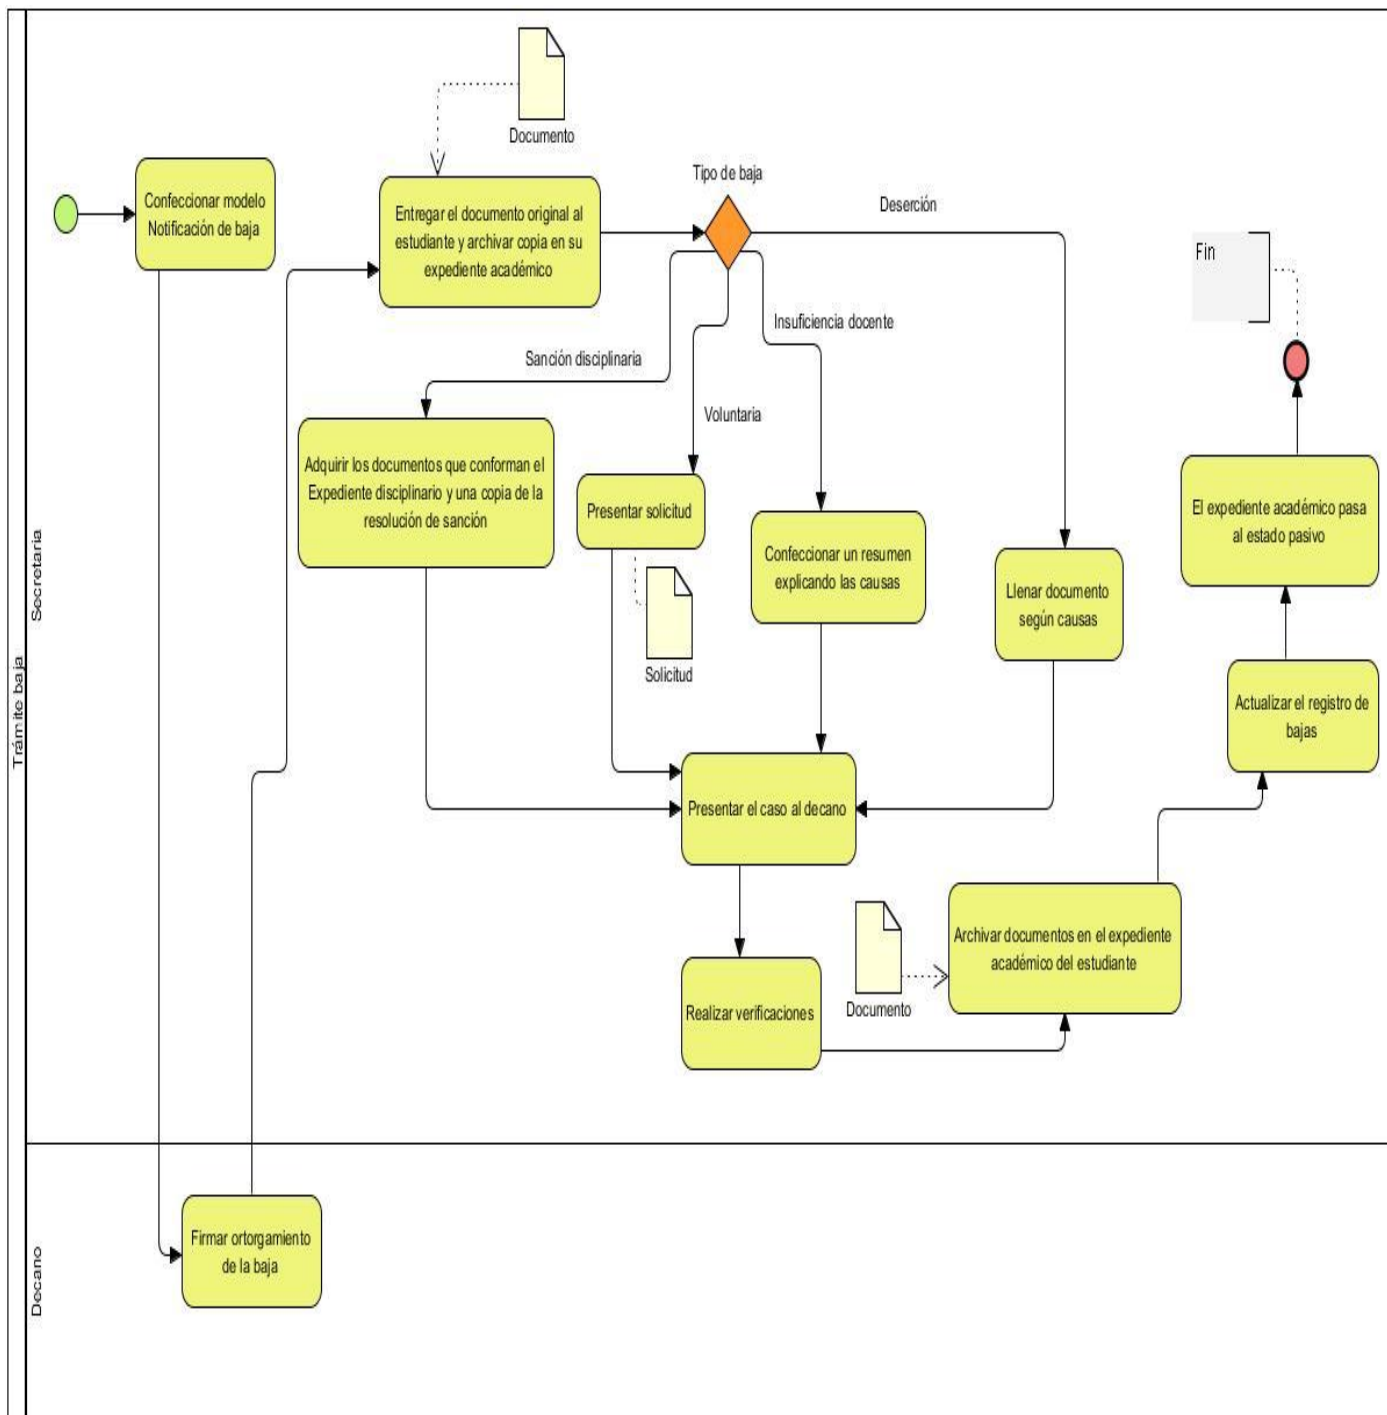 Trámite baja
Secretaria
Documento
Confeccionar modelo
Notificación de baja
Entregar el documento original al
estudiante y archivar copia en su
expediente académico
Tipo de baja
Deserción
Fin
Insuficiencia docente
Sanción disciplinaria
Voluntaria
Adquirir los documentos que conforman el
Expediente disciplinario y una copia de la
resolución de sanción
Presentar solicitud
Solicitud
Confeccionar un resumen
explicando las causas
Llenar documento
según causas
El expediente académico pasa
al estado pasivo
Actualizar el registro de
bajas
Presentar el caso al decano
Archivar documentos en el expediente
académico del estudiante
Documento
Realizar verificaciones
Decano
Firmar ortorgamiento
de la baja